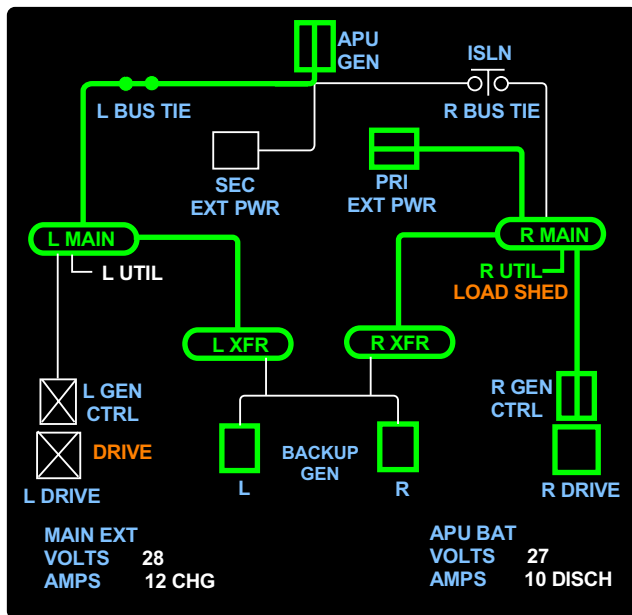 APU
GEN
ISLN
L BUS TIE
R BUS TIE
SEC
EXT PWR
PRI
EXT PWR
L MAIN
R MAIN
L UTIL
R UTIL
LOAD SHED
L XFR
R XFR
L GEN
CTRL
R GEN
CTRL
DRIVE
BACKUP
GEN
L
R
L DRIVE
R DRIVE
MAIN EXT
VOLTS 28
AMPS 12 CHG
APU BAT
VOLTS 27
AMPS 10 DISCH